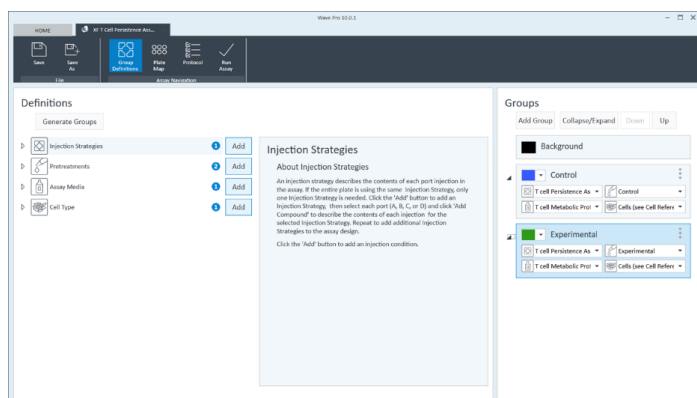 Wave Pro 10.0.1
HOME
XF T Cell Persistence Ass...
Save
Save As
Group Definitions
Plate Map
Protocol
Run Assay
File
Assay Navigation
Definitions
Generate Groups
Injection Strategies 1 Add
Pretreatments 2 Add
Assay Media 1 Add
Cell Type 1 Add
Injection Strategies
About Injection Strategies
An injection strategy describes the contents of each port injection in
the assay. If the entire plate is using the same Injection Strategy, only
one Injection Strategy is needed. Click the 'Add' button to add an
Injection Strategy, then select each port (A, B, C, or D) and click 'Add
Compound' to describe the contents of each injection for the
selected Injection Strategy. Repeat to add additional Injection
Strategies to the assay design.
Click the 'Add' button to add an injection condition.
Groups
Add Group Collapse/Expand Down Up
Background
Control
T cell Persistence As Control
T cell Metabolic Prof Cells (see Cell Refere
Experimental
T cell Persistence As Experimental
T cell Metabolic Prof Cells (see Cell Refere